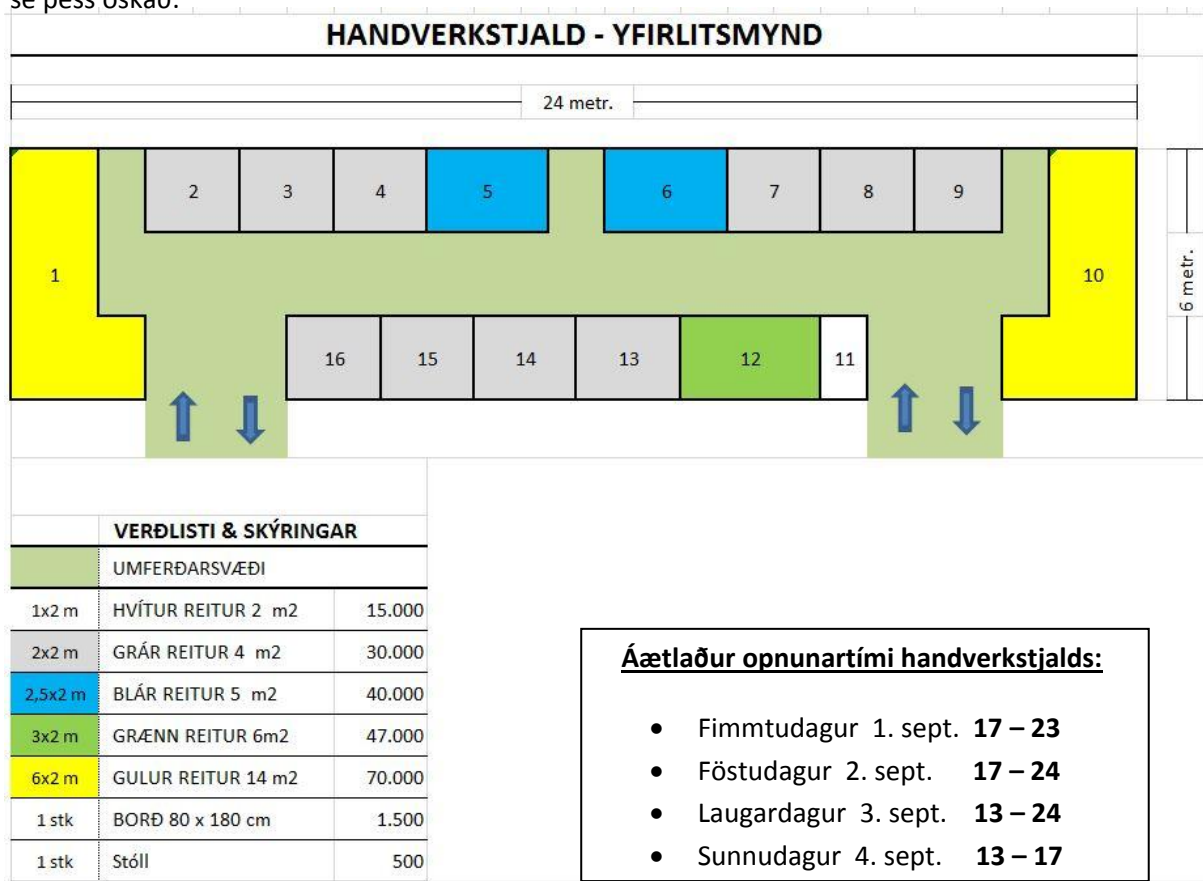 se þess óskað.
HANDVERKSTJALD - YFIRLITSMYND
24 metr.
2 3 4 5 6 7 8 9
1 10
6 metr.
16 15 14 13 12 11
VERÐLISTI & SKÝRINGAR
UMFERÐARSVÆÐI
1x2 m HVÍTUR REITUR 2 m2 15.000
2x2 m GRÁR REITUR 4 m2 30.000
2,5x2 m BLÁR REITUR 5 m2 40.000
3x2 m GRÆNN REITUR 6m2 47.000
6x2 m GULUR REITUR 14 m2 70.000
1 stk BORÐ 80 x 180 cm 1.500
1 stk Stóll 500
Áætlaður opnunartími handverkstjalds:
• Fimmtudagur 1. sept. 17 – 23
• Föstudagur 2. sept. 17 – 24
• Laugardagur 3. sept. 13 – 24
• Sunnudagur 4. sept. 13 – 17